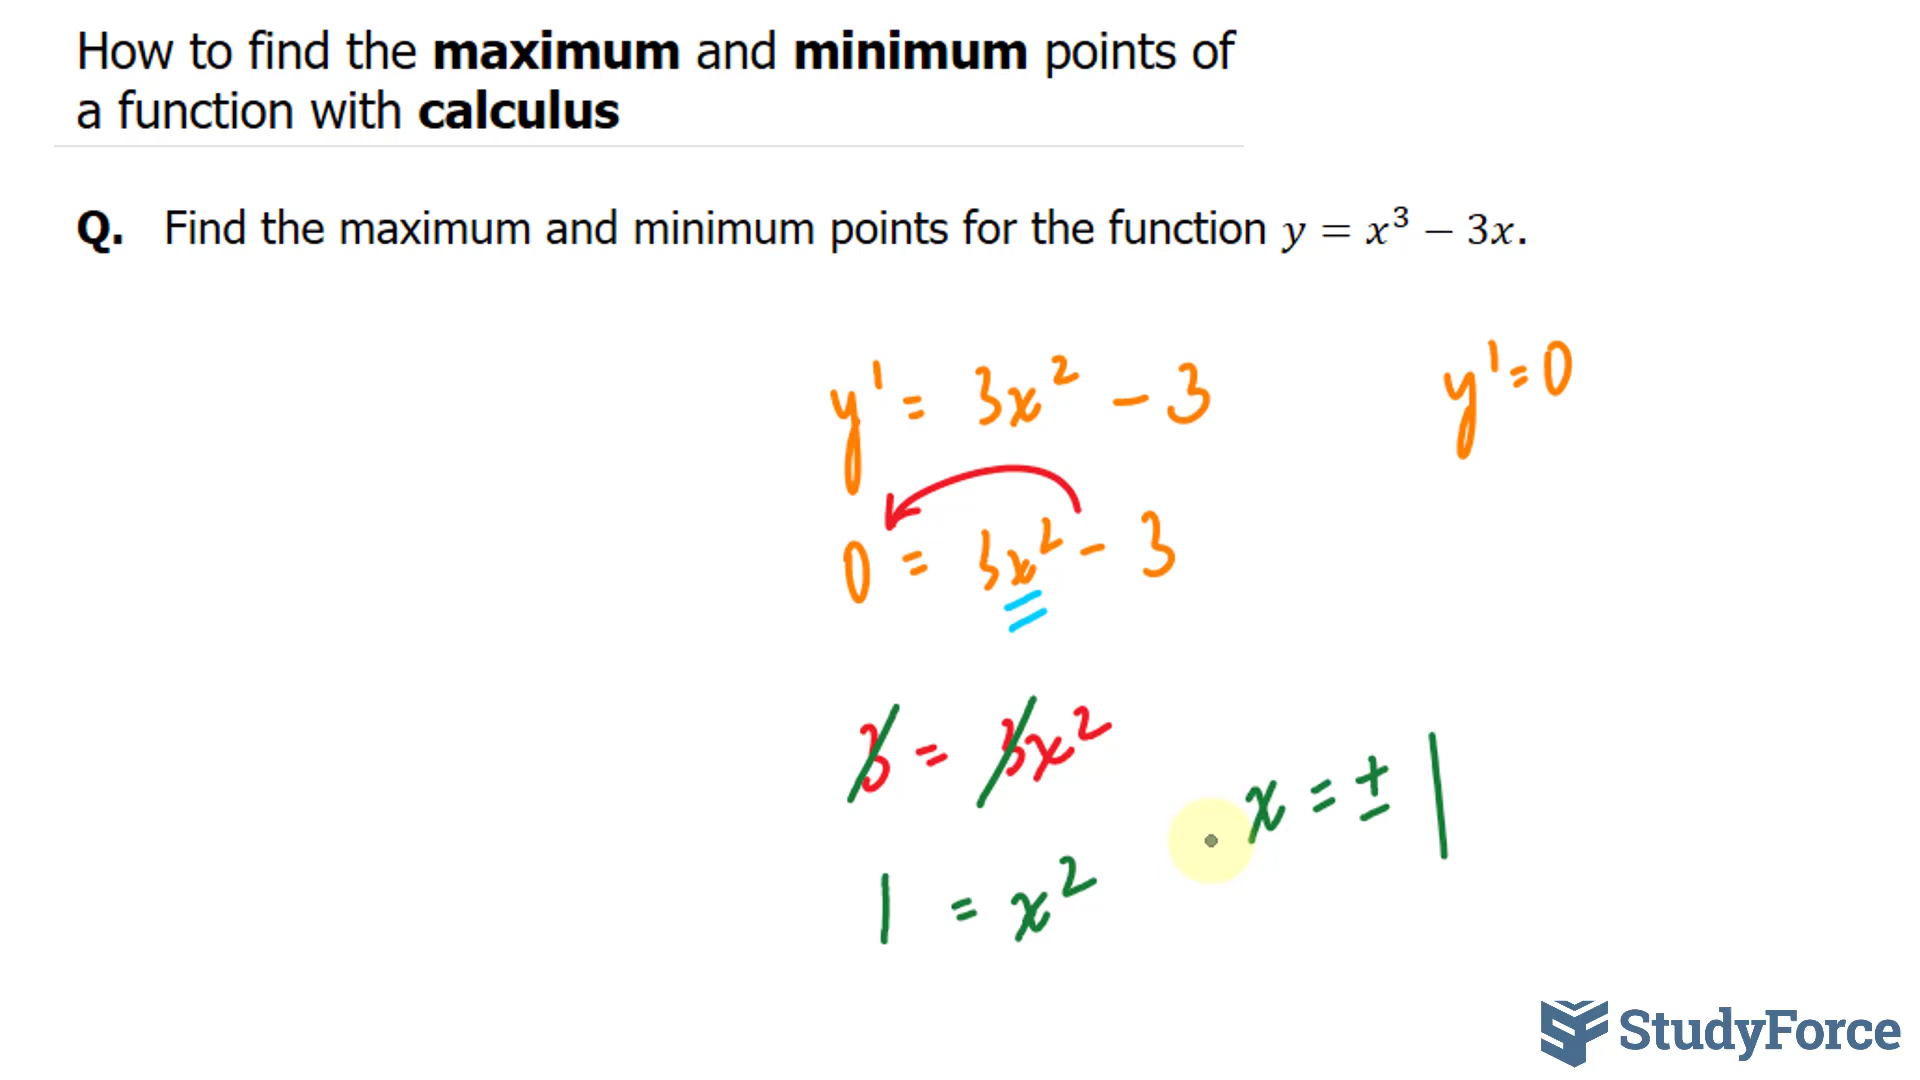 How to find the maximum and minimum points of
a function with calculus
Q. Find the maximum and minimum points for the function y = x³ − 3x.
y' = 3x² − 3
y' = 0
0 = 3x² − 3
3 = 3x²
x = ± 1
1 = x²
StudyForce